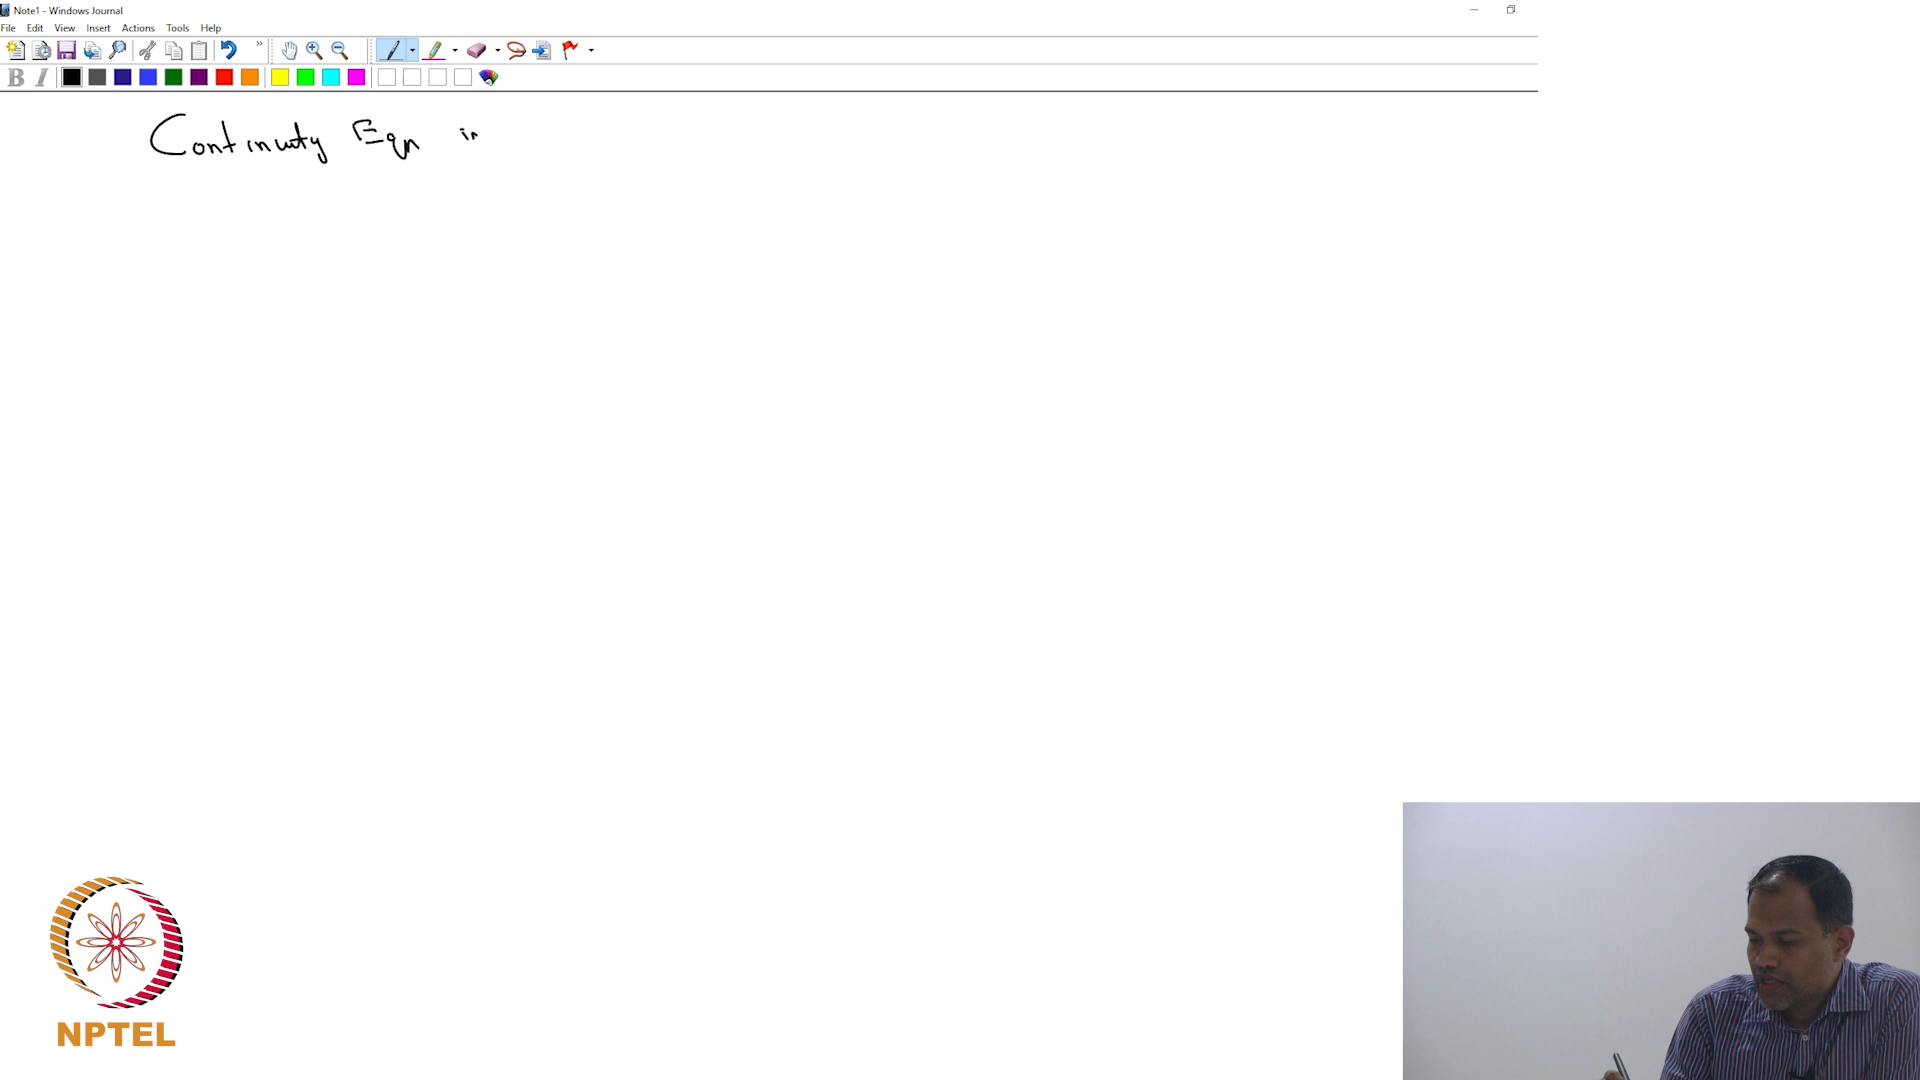 Note1 - Windows Journal
File Edit View Insert Actions Tools Help
B I
Continuity Eqn in
NPTEL